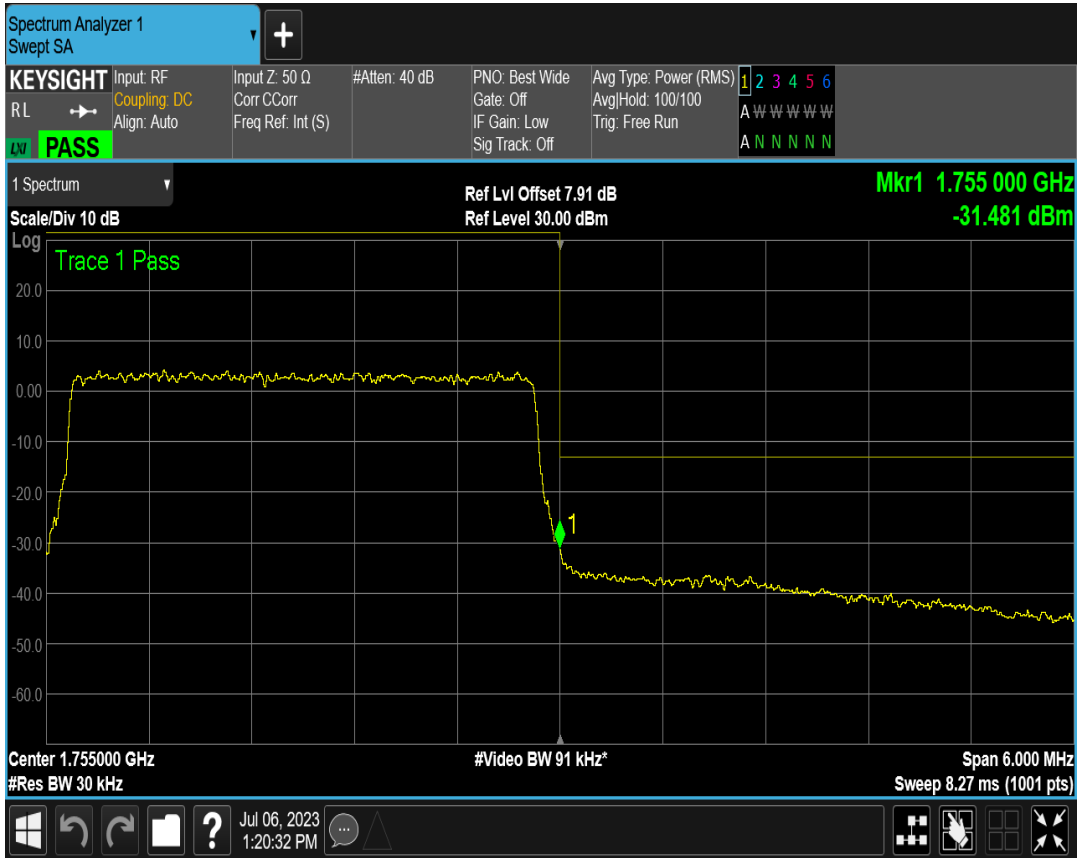 Spectrum Analyzer 1
Swept SA
+
KEYSIGHT
RL
LXI PASS
Input: RF
Coupling: DC
Align: Auto
Input Z: 50 Ω
Corr CCorr
Freq Ref: Int (S)
#Atten: 40 dB
PNO: Best Wide
Gate: Off
IF Gain: Low
Sig Track: Off
Avg Type: Power (RMS)
Avg|Hold: 100/100
Trig: Free Run
1 2 3 4 5 6
A W W W W W
A N N N N N
1 Spectrum
Scale/Div 10 dB
Ref Lvl Offset 7.91 dB
Ref Level 30.00 dBm
Mkr1 1.755 000 GHz
-31.481 dBm
Log
Trace 1 Pass
20.0
10.0
0.00
-10.0
-20.0
1
-30.0
-40.0
-50.0
-60.0
Center 1.755000 GHz
#Res BW 30 kHz
#Video BW 91 kHz*
Span 6.000 MHz
Sweep 8.27 ms (1001 pts)
?
Jul 06, 2023
1:20:32 PM